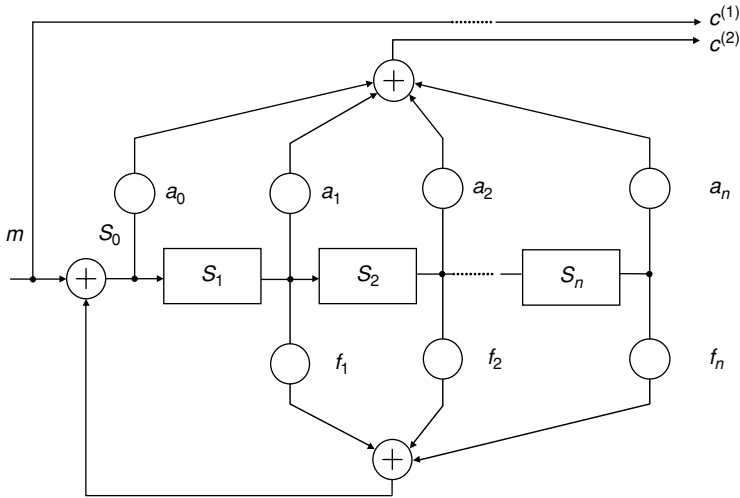 c(1)
c(2)
a0 a1 a2 an
m S0
S1 S2 Sn
f1 f2 fn